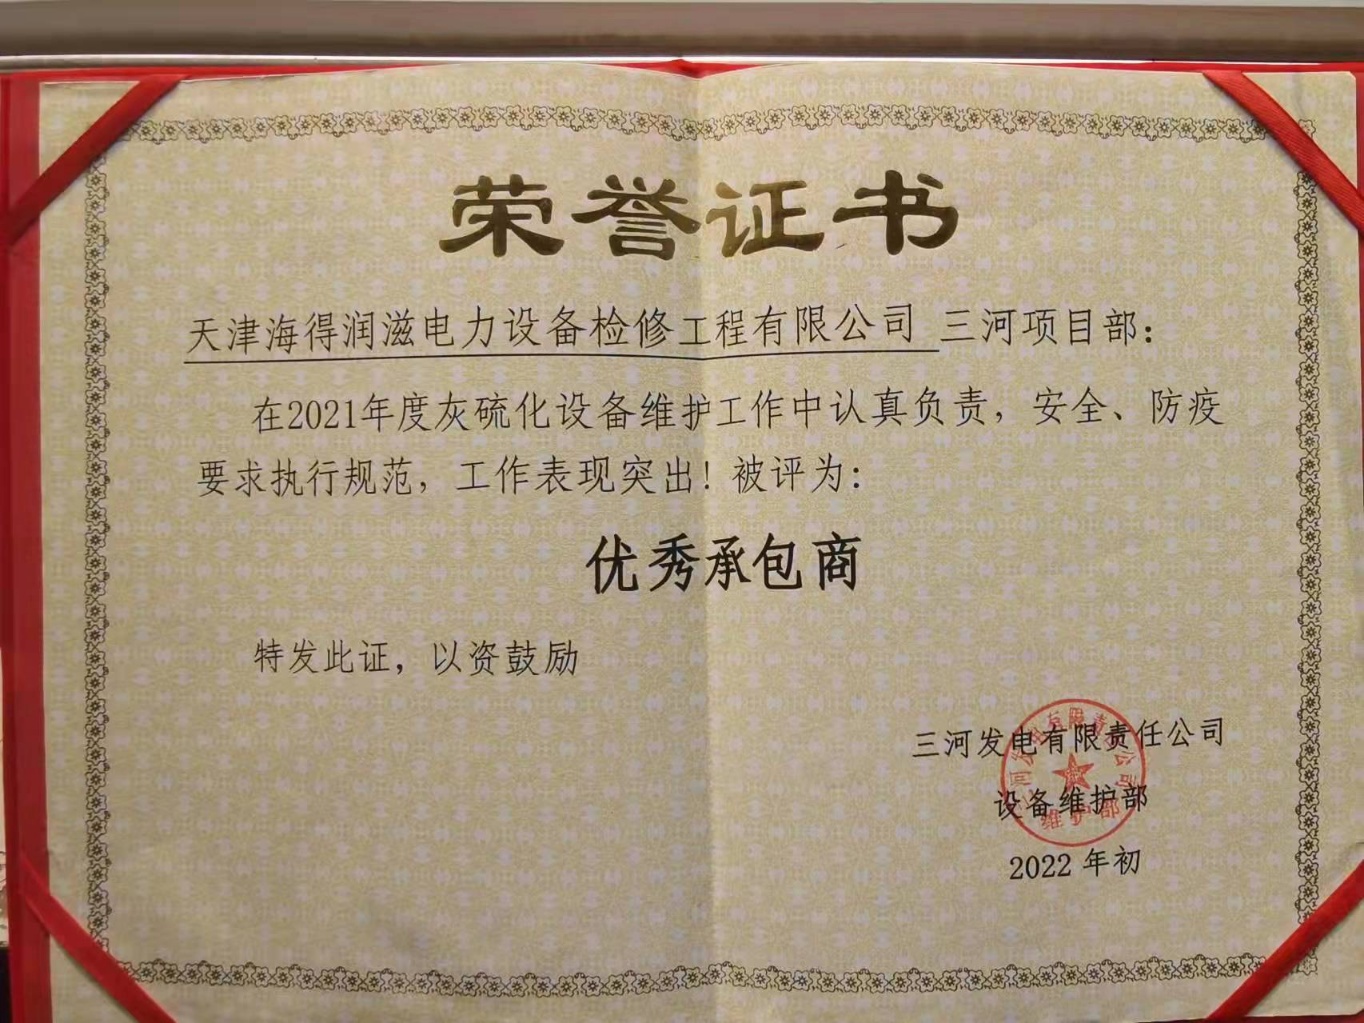 荣誉证书
天津海得润滋电力设备检修工程有限公司 三河项目部：
在2021年度灰硫化设备维护工作中认真负责，安全、防疫
要求执行规范，工作表现突出！被评为：
优秀承包商
特发此证，以资鼓励
三河发电有限责任公司
设备维护部
2022 年初
维护部